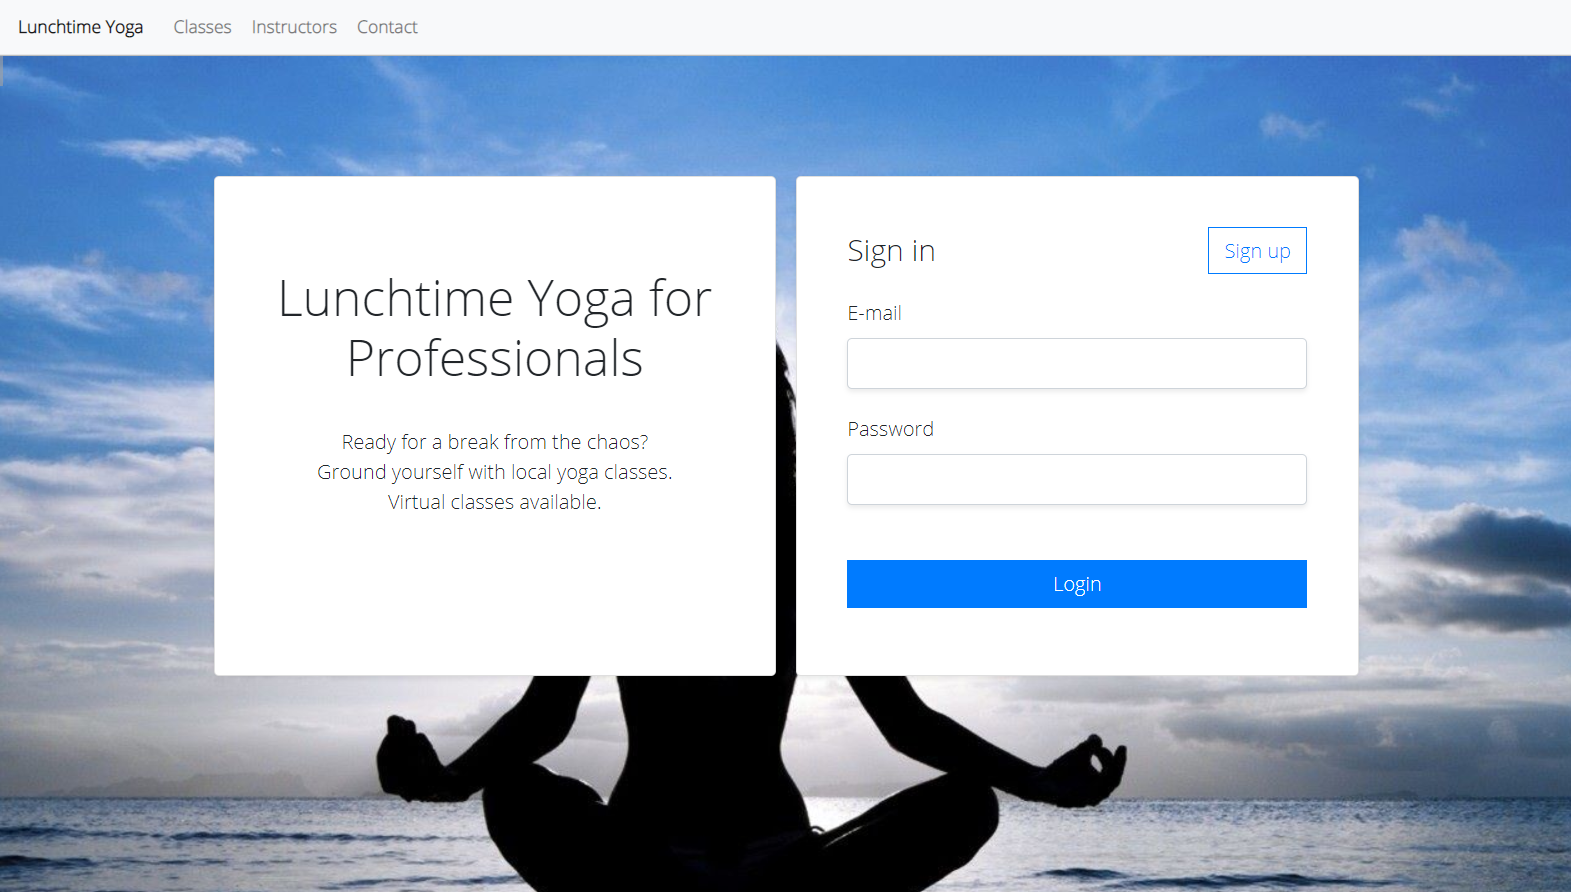 Lunchtime Yoga Classes Instructors Contact
Lunchtime Yoga for
Professionals
Ready for a break from the chaos?
Ground yourself with local yoga classes.
Virtual classes available.
Sign in Sign up
E-mail
Password
Login